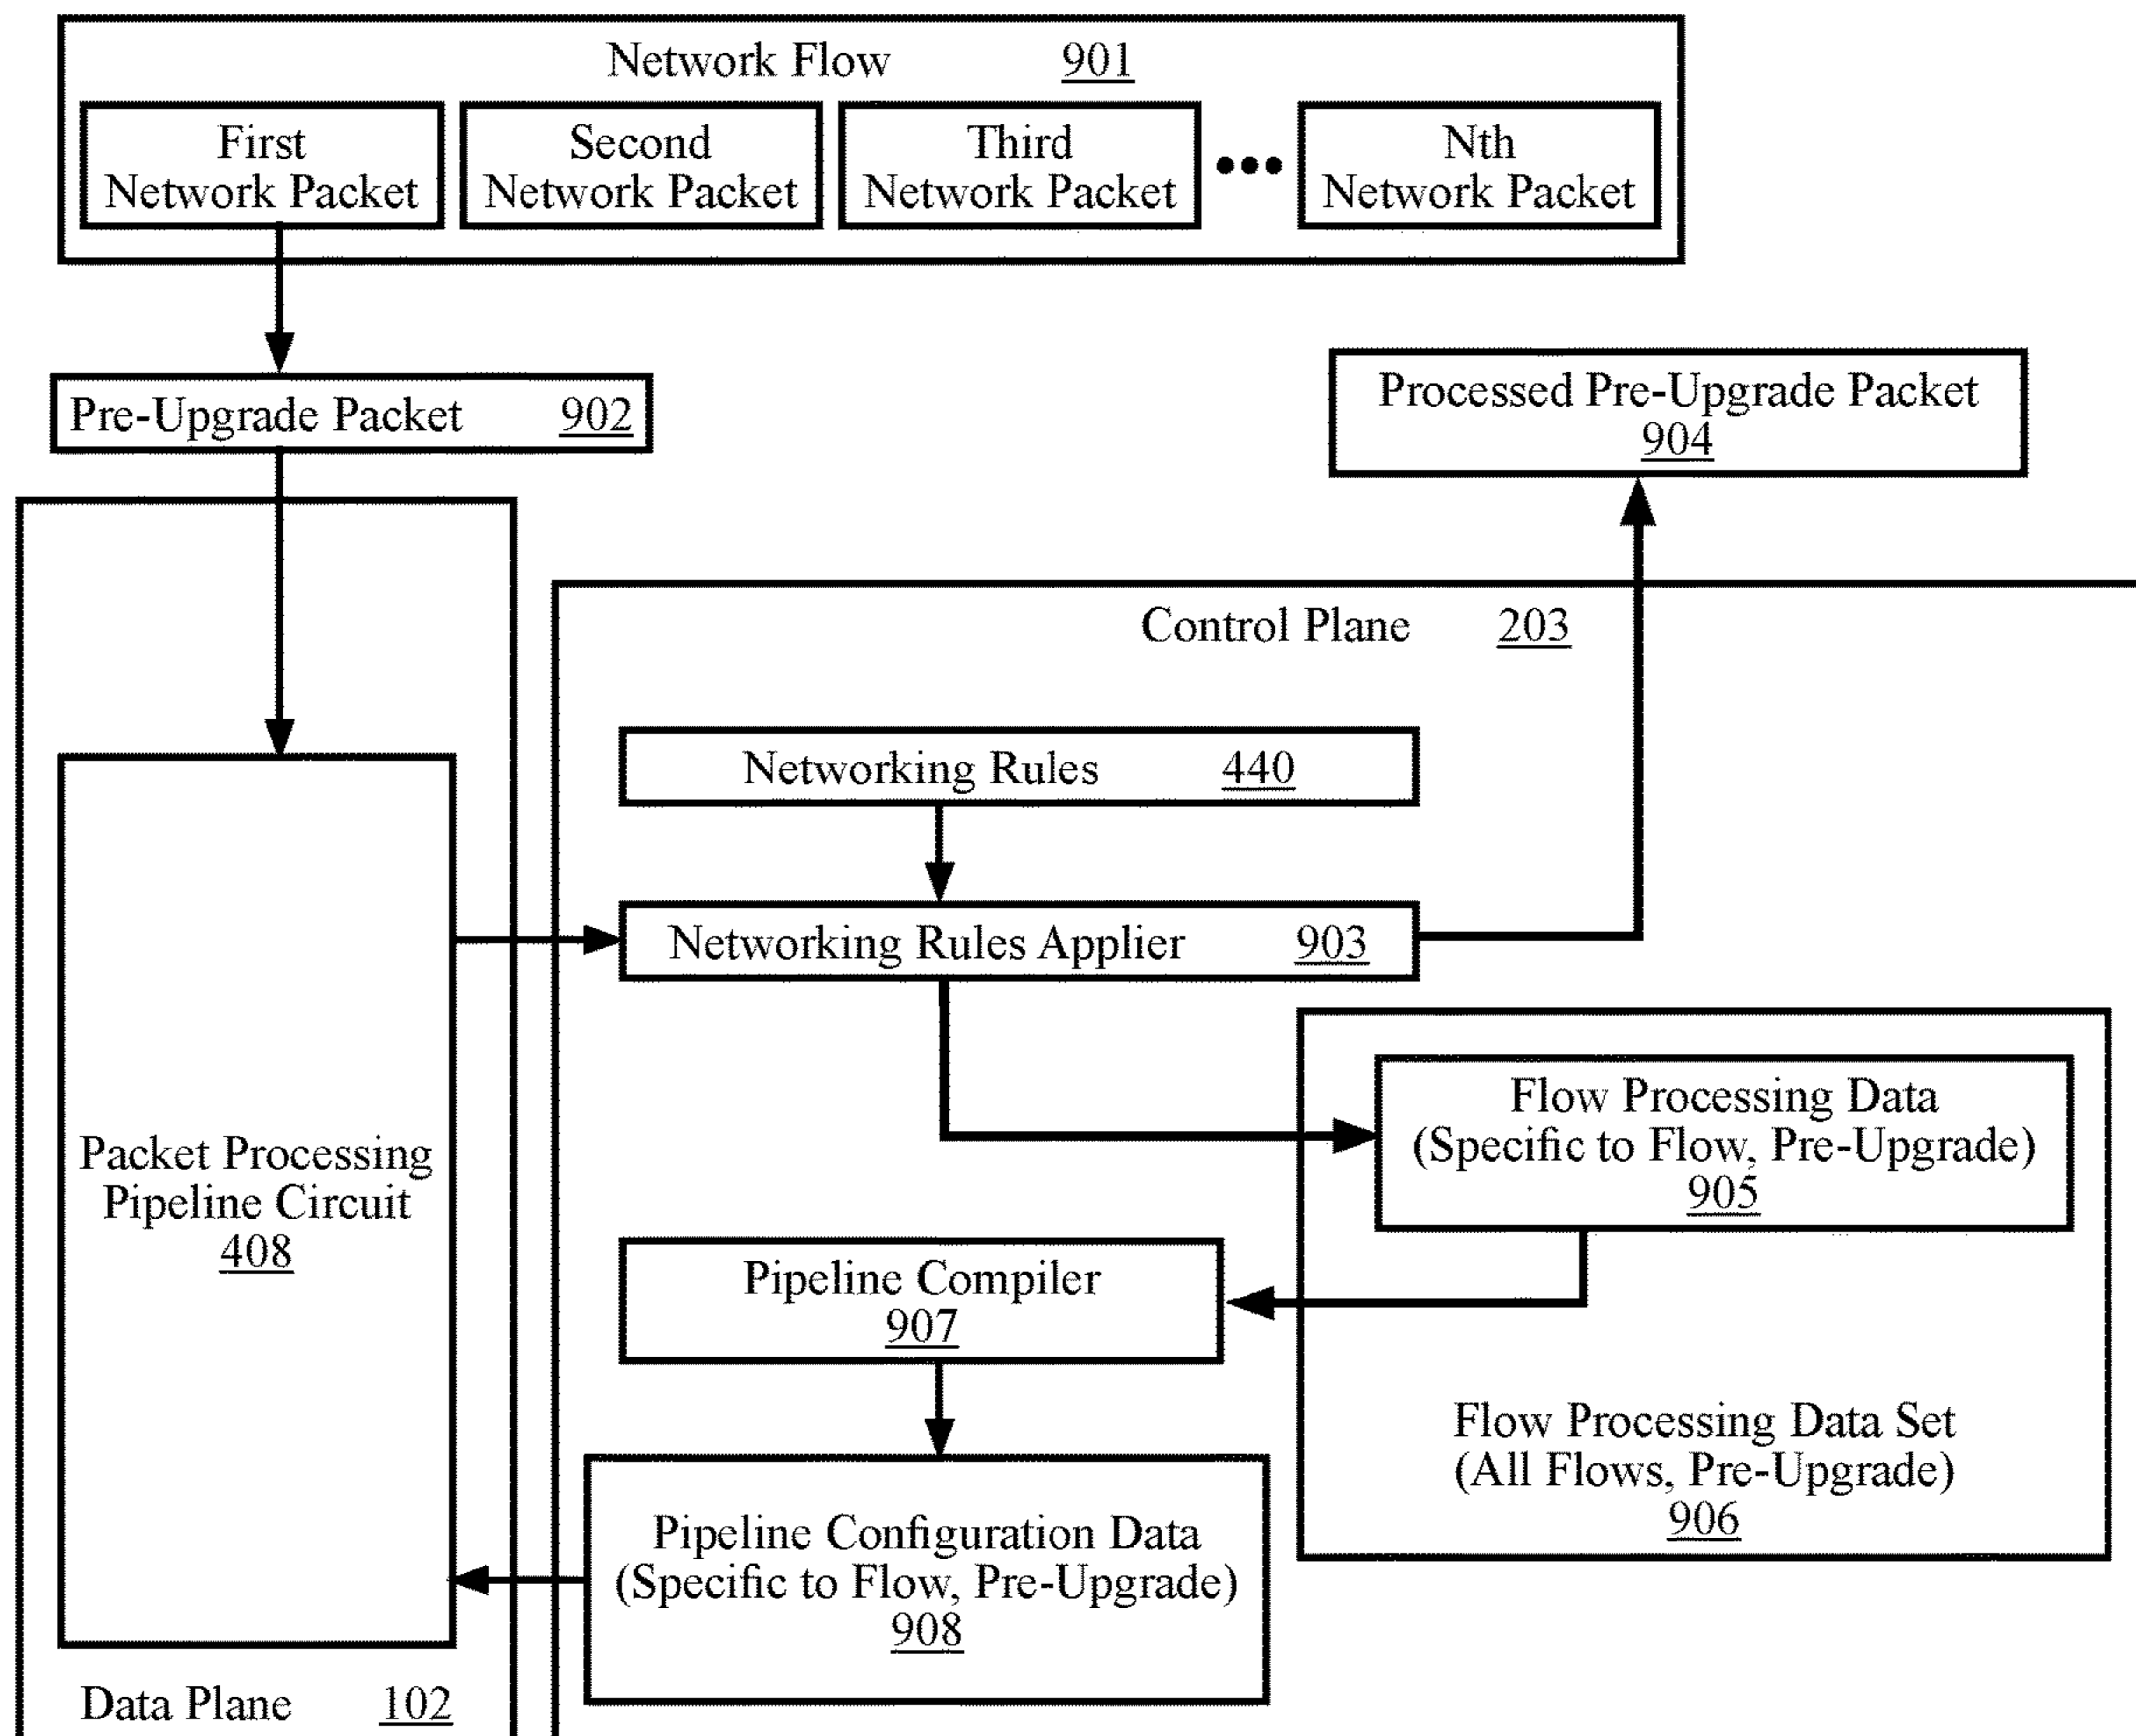 Network Flow 901
First
Network Packet
Second
Network Packet
Third
Network Packet
•••
Nth
Network Packet
Pre-Upgrade Packet 902
Processed Pre-Upgrade Packet
904
Control Plane 203
Networking Rules 440
Networking Rules Applier 903
Flow Processing Data
(Specific to Flow, Pre-Upgrade)
905
Packet Processing
Pipeline Circuit
408
Pipeline Compiler
907
Flow Processing Data Set
(All Flows, Pre-Upgrade)
906
Pipeline Configuration Data
(Specific to Flow, Pre-Upgrade)
908
Data Plane 102